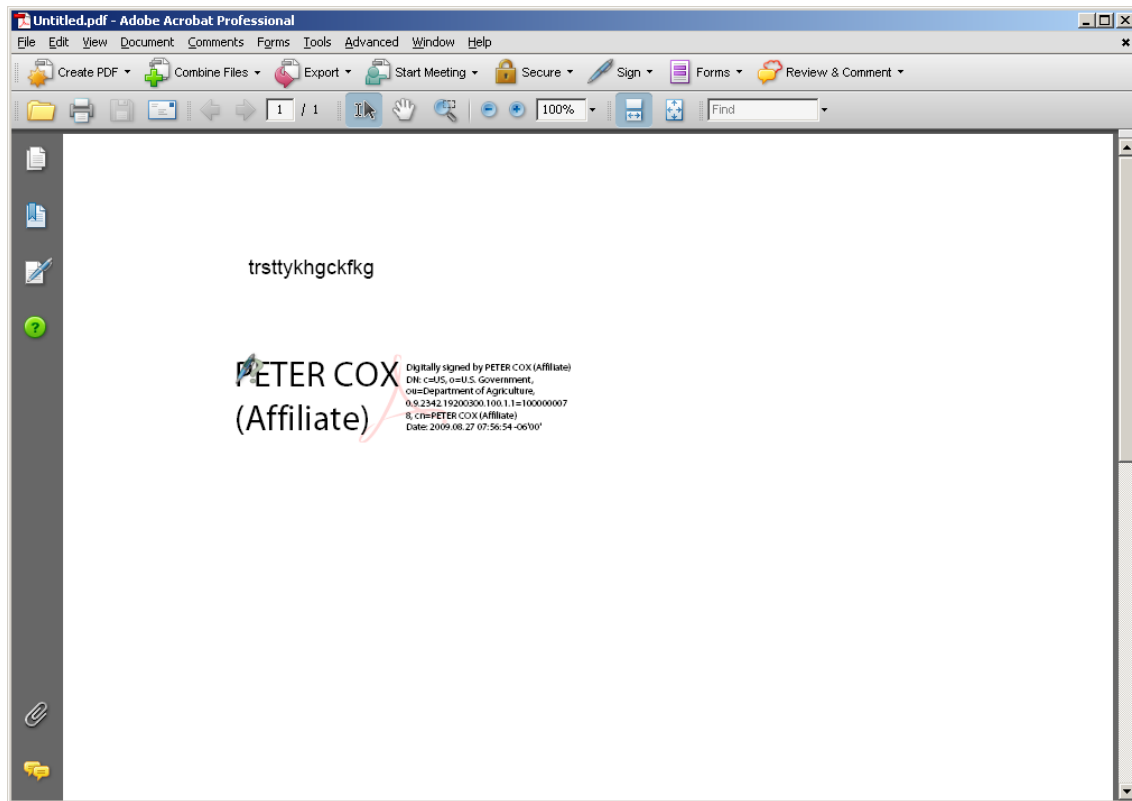 Untitled.pdf - Adobe Acrobat Professional
File Edit View Document Comments Forms Tools Advanced Window Help
Create PDF Combine Files Export Start Meeting Secure Sign Forms Review & Comment
1 / 1 100% Find
trsttykhgckfkg
PETER COX
(Affiliate)
Digitally signed by PETER COX (Affiliate)
DN: c=US, o=U.S. Government,
ou=Department of Agriculture,
0.9.2342.19200300.100.1.1=100000007
8, cn=PETER COX (Affiliate)
Date: 2009.08.27 07:56:54 -06'00'